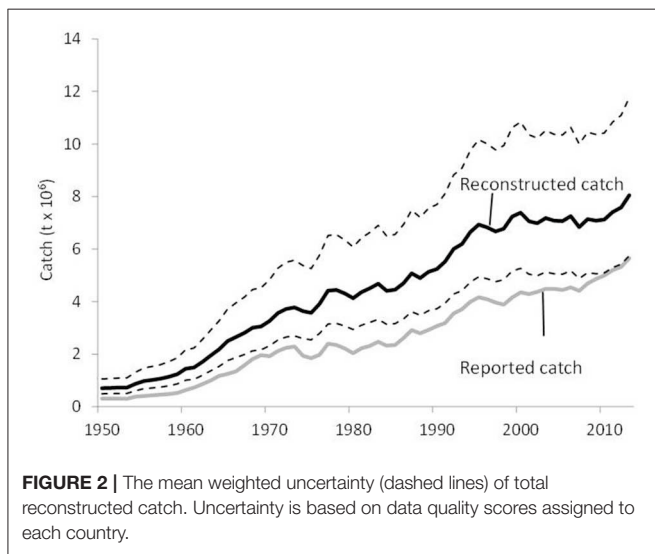 14
12
10
8
6
4
2
0
Catch (t x 10⁶)
Reconstructed catch
Reported catch
1950 1960 1970 1980 1990 2000 2010
FIGURE 2 | The mean weighted uncertainty (dashed lines) of total
reconstructed catch. Uncertainty is based on data quality scores assigned to
each country.